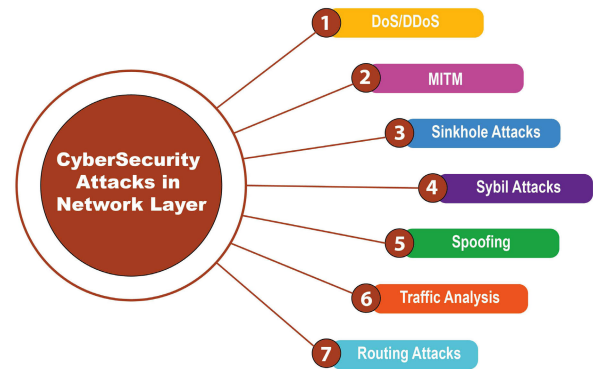 CyberSecurity
Attacks in
Network Layer
1 DoS/DDoS
2 MITM
3 Sinkhole Attacks
4 Sybil Attacks
5 Spoofing
6 Traffic Analysis
7 Routing Attacks